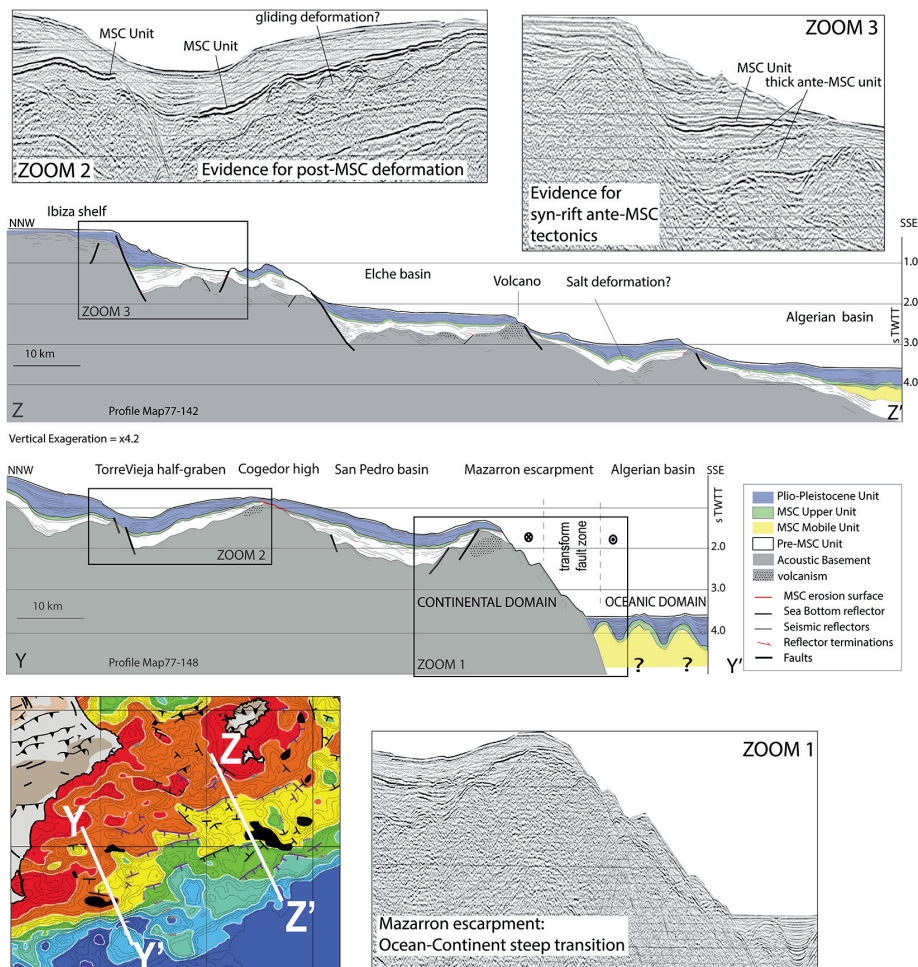 gliding deformation?
MSC Unit
MSC Unit
ZOOM 2
Evidence for post-MSC deformation
ZOOM 3
MSC Unit
thick ante-MSC unit
Evidence for
syn-rift ante-MSC
tectonics
NNW
Ibiza shelf
SSE
ZOOM 3
Elche basin
Volcano
Salt deformation?
Algerian basin
1.0
2.0
3.0
4.0
s TWTT
10 km
Z
Profile Map77-142
Z'
Vertical Exageration = x4.2
NNW
TorreVieja half-graben
Cogedor high
San Pedro basin
Mazarron escarpment
Algerian basin
SSE
s TWTT
ZOOM 2
transform
fault zone
2.0
3.0
4.0
CONTINENTAL DOMAIN
OCEANIC DOMAIN
10 km
Y
Profile Map77-148
ZOOM 1
?
?
Y'
Plio-Pleistocene Unit
MSC Upper Unit
MSC Mobile Unit
Pre-MSC Unit
Acoustic Basement
volcanism
MSC erosion surface
Sea Bottom reflector
Seismic reflectors
Reflector terminations
Faults
Z
Y
Z'
Y'
ZOOM 1
Mazarron escarpment:
Ocean-Continent steep transition